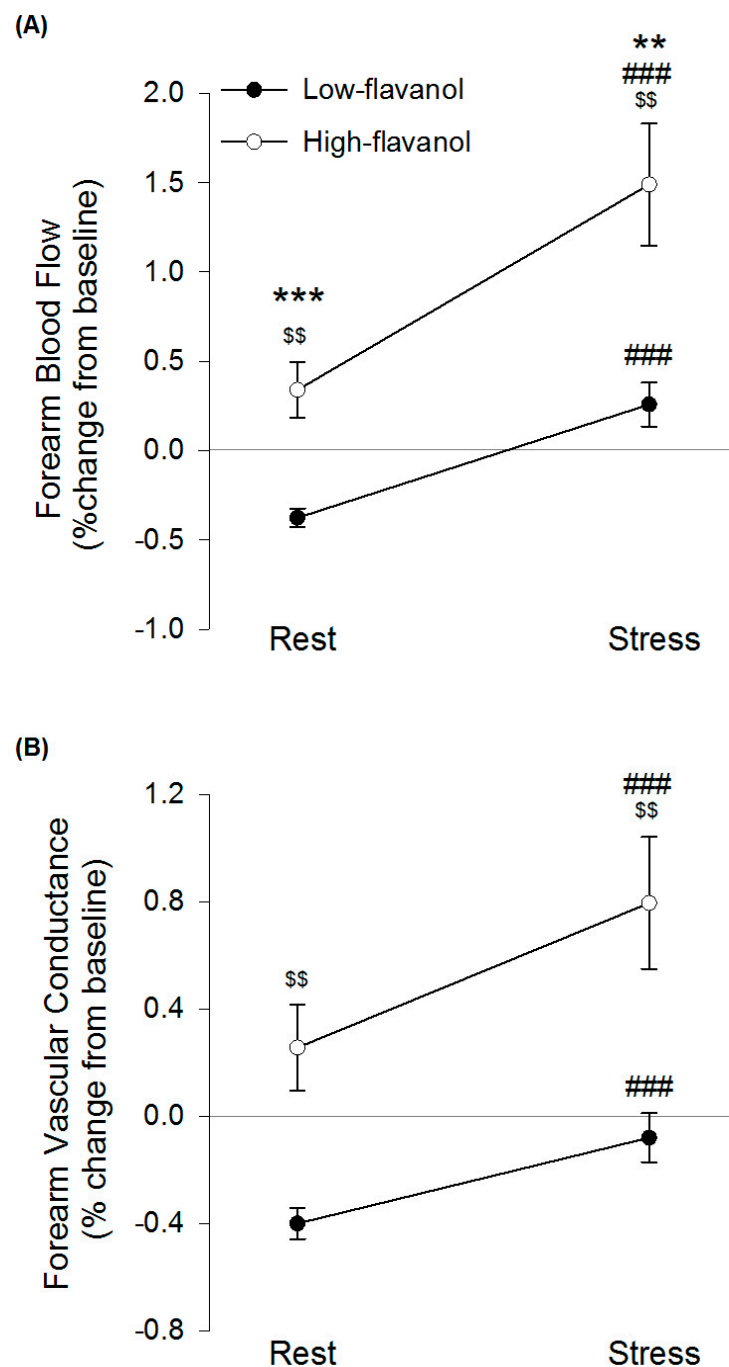 (A)
**
###
$$
2.0
Low-flavanol
High-flavanol
1.5
1.0
***
$$
0.5
###
0.0
-0.5
-1.0
Forearm Blood Flow
(%change from baseline)
Rest
Stress
(B)
1.2
###
$$
0.8
$$
0.4
###
0.0
-0.4
-0.8
Forearm Vascular Conductance
(% change from baseline)
Rest
Stress